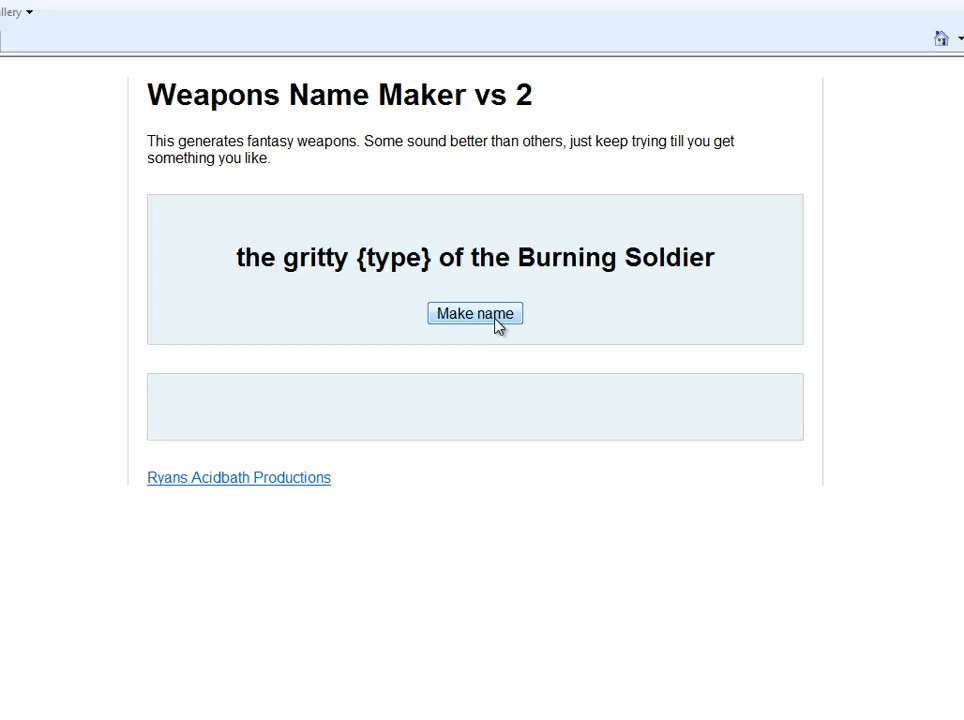 llery
Weapons Name Maker vs 2
This generates fantasy weapons. Some sound better than others, just keep trying till you get
something you like.
the gritty {type} of the Burning Soldier
Make name
Ryans Acidbath Productions